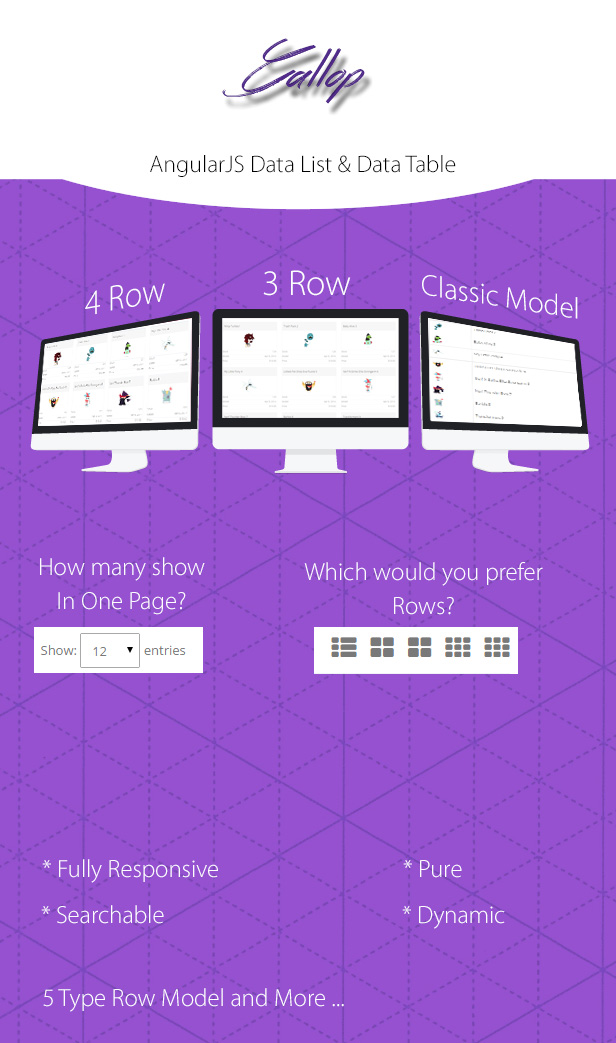 Gallop
AngularJS Data List & Data Table
4 Row
3 Row
Classic Model
How many show
In One Page?
Which would you prefer
Rows?
Show: 12 entries
* Fully Responsive
* Pure
* Searchable
* Dynamic
5 Type Row Model and More ...